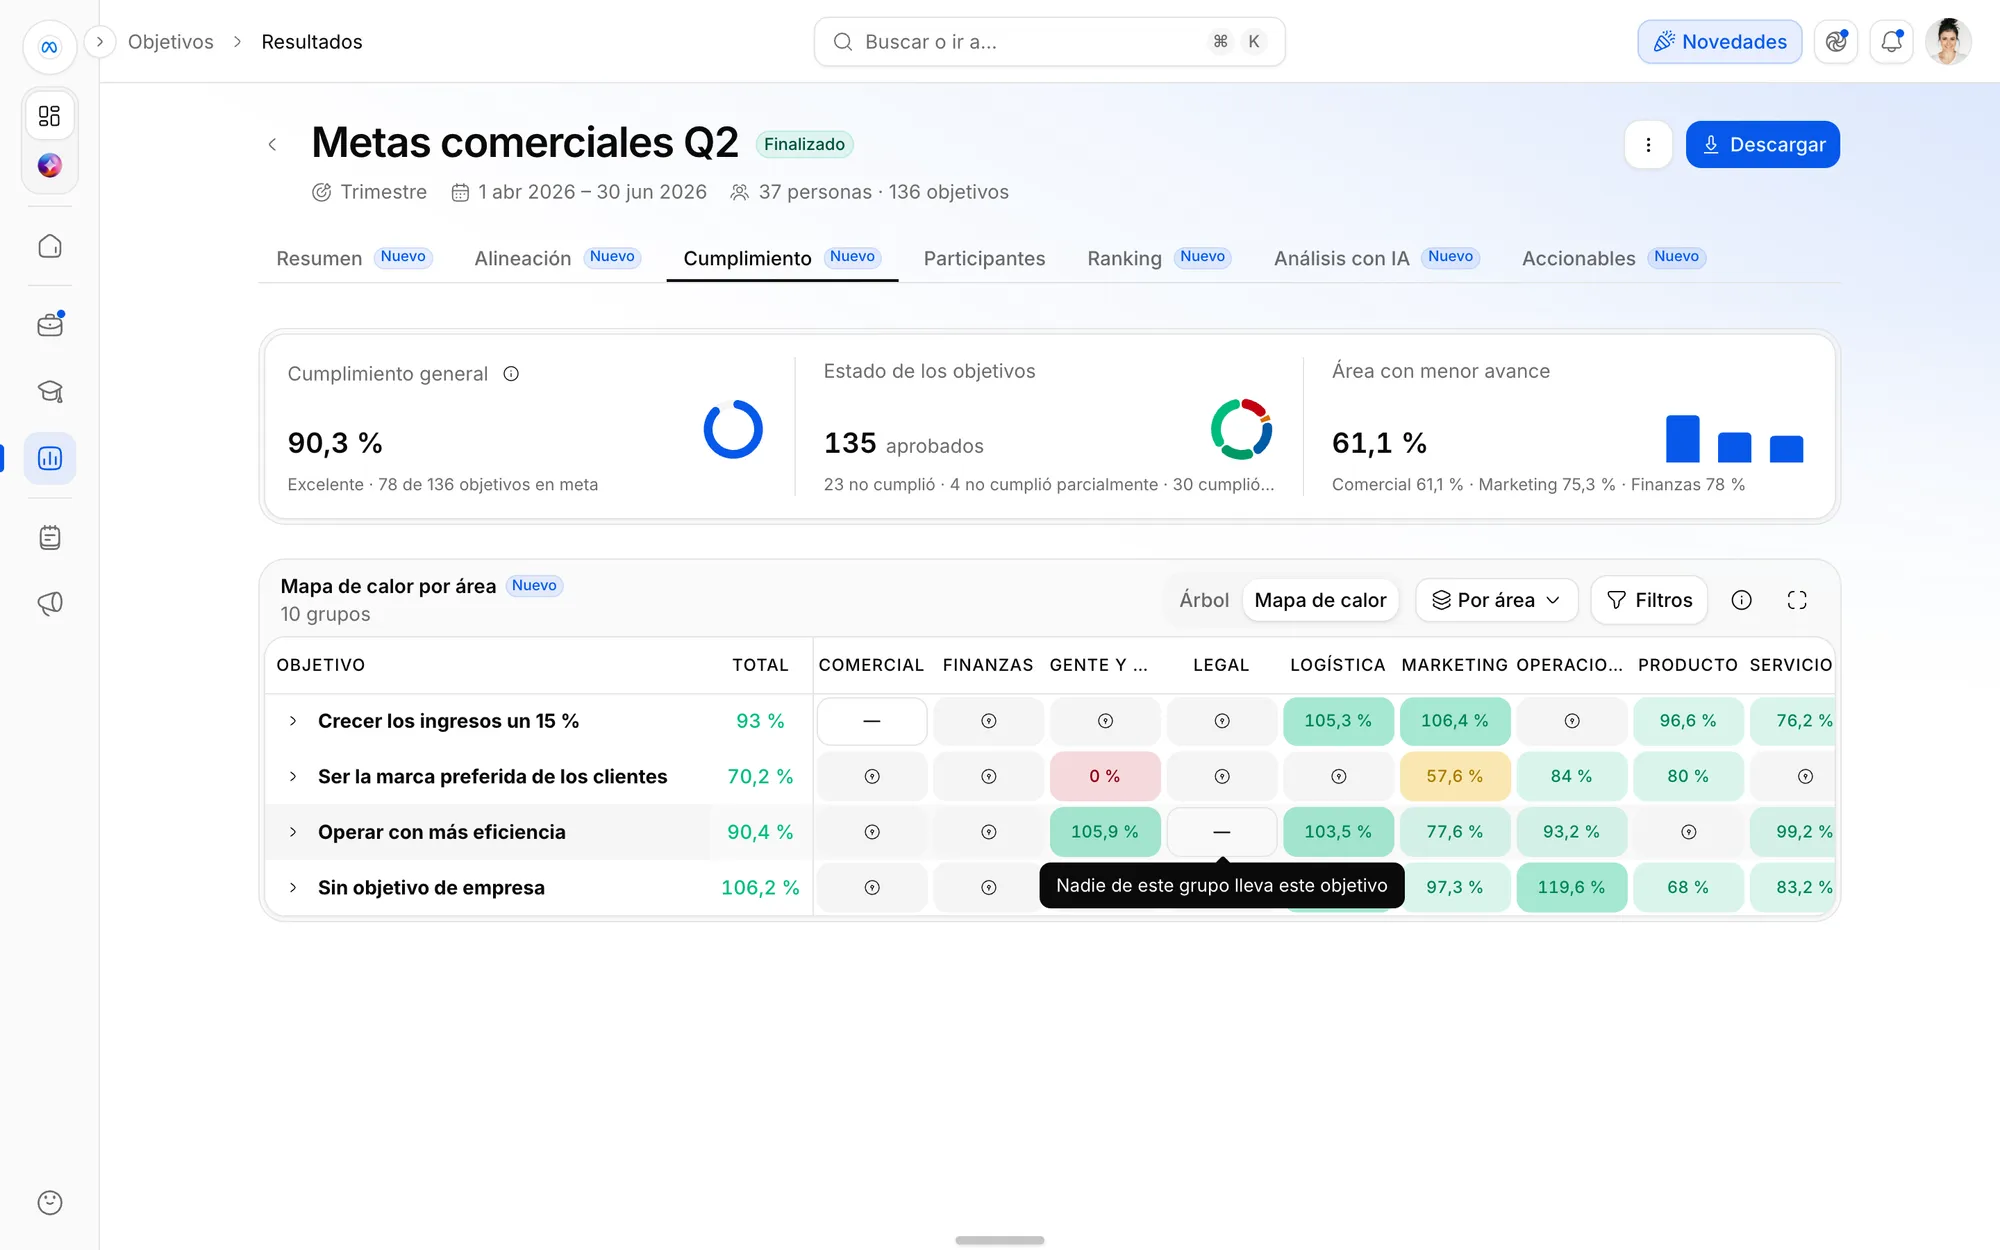 Objetivos
Resultados
Buscar o ir a...
⌘ K
Novedades
Metas comerciales Q2
Finalizado
Descargar
Trimestre
1 abr 2026 – 30 jun 2026
37 personas · 136 objetivos
Resumen Nuevo
Alineación Nuevo
Cumplimiento Nuevo
Participantes
Ranking Nuevo
Análisis con IA Nuevo
Accionables Nuevo
Cumplimiento general
90,3 %
Excelente · 78 de 136 objetivos en meta
Estado de los objetivos
135 aprobados
23 no cumplió · 4 no cumplió parcialmente · 30 cumplió...
Área con menor avance
61,1 %
Comercial 61,1 % · Marketing 75,3 % · Finanzas 78 %
Mapa de calor por área Nuevo
10 grupos
Árbol
Mapa de calor
Por área
Filtros
OBJETIVO TOTAL COMERCIAL FINANZAS GENTE Y ... LEGAL LOGÍSTICA MARKETING OPERACIO... PRODUCTO SERVICIO
Crecer los ingresos un 15 % 93 % — 105,3 % 106,4 % 96,6 % 76,2 %
Ser la marca preferida de los clientes 70,2 % 0 % 57,6 % 84 % 80 %
Operar con más eficiencia 90,4 % 105,9 % — 103,5 % 77,6 % 93,2 % 99,2 %
Sin objetivo de empresa 106,2 % 97,3 % 119,6 % 68 % 83,2 %
Nadie de este grupo lleva este objetivo